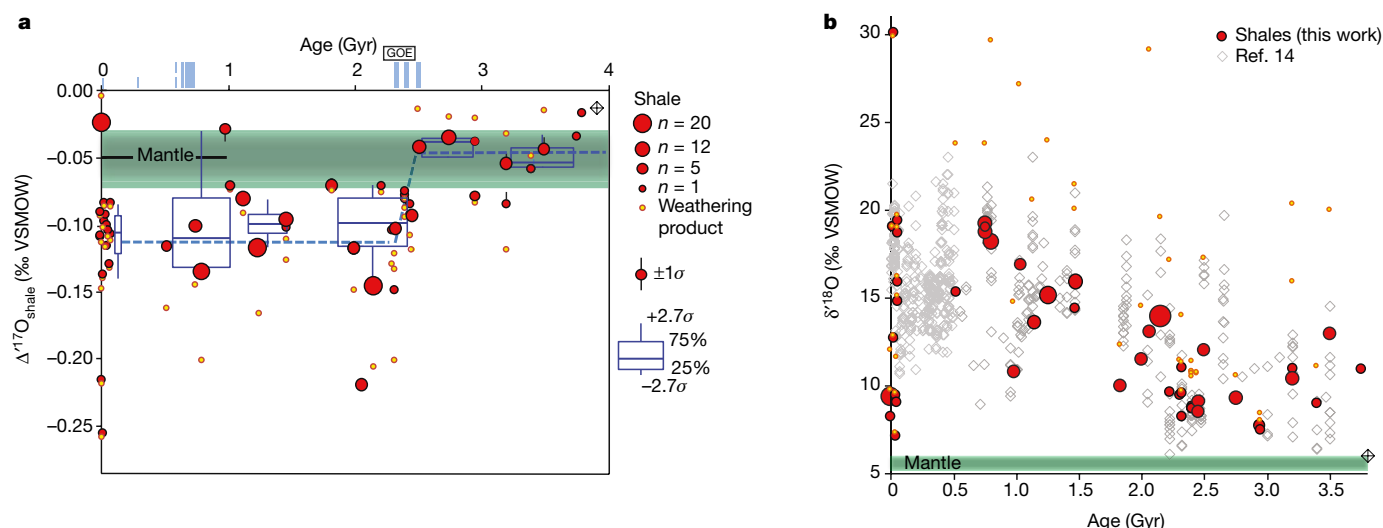 a
Age (Gyr)
GOE
0 1 2 3 4
0.00
−0.05
−0.10
−0.15
−0.20
−0.25
Δ′17Oshale (‰ VSMOW)
Mantle
Shale
n = 20
n = 12
n = 5
n = 1
Weathering
product
±1σ
+2.7σ
75%
25%
−2.7σ
b
30
25
20
15
10
5
δ′18O (‰ VSMOW)
Shales (this work)
Ref. 14
Mantle
0 0.5 1.0 1.5 2.0 2.5 3.0 3.5
Age (Gyr)